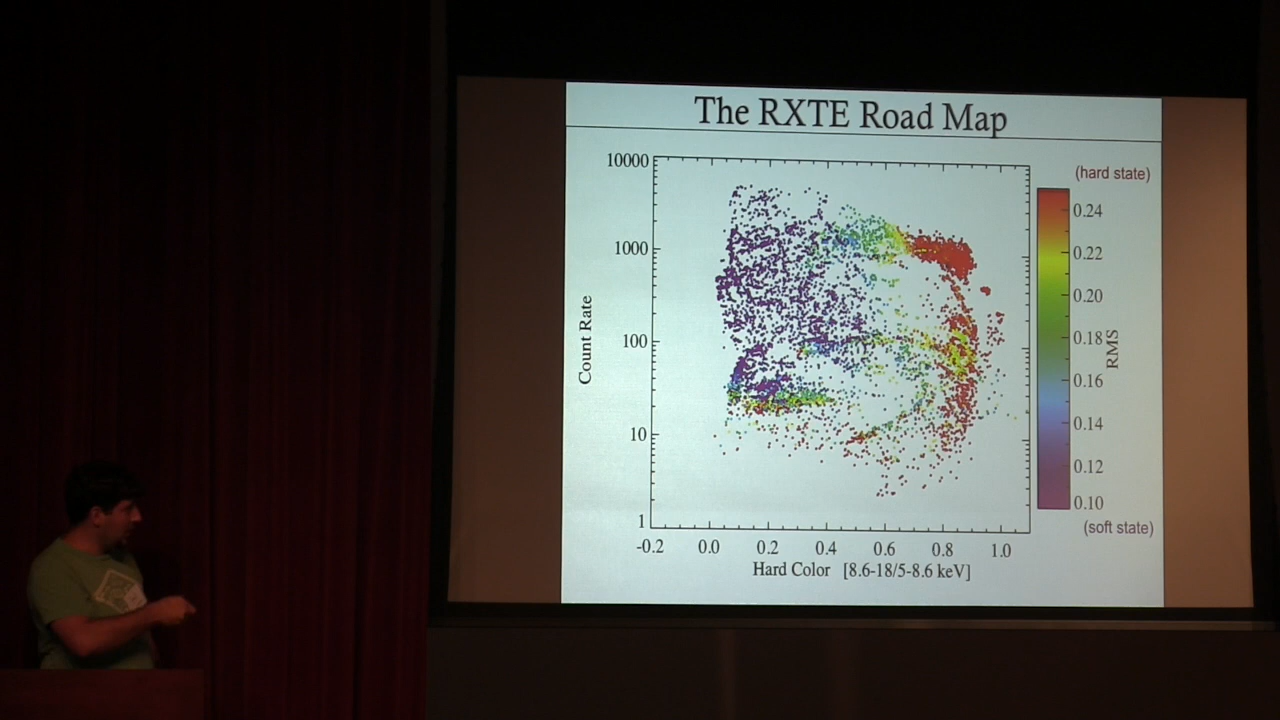 The RXTE Road Map
10000
1000
100
10
1
Count Rate
-0.2 0.0 0.2 0.4 0.6 0.8 1.0
Hard Color [8.6-18/5-8.6 keV]
(hard state)
0.24
0.22
0.20
0.18
0.16
0.14
0.12
0.10
RMS
(soft state)